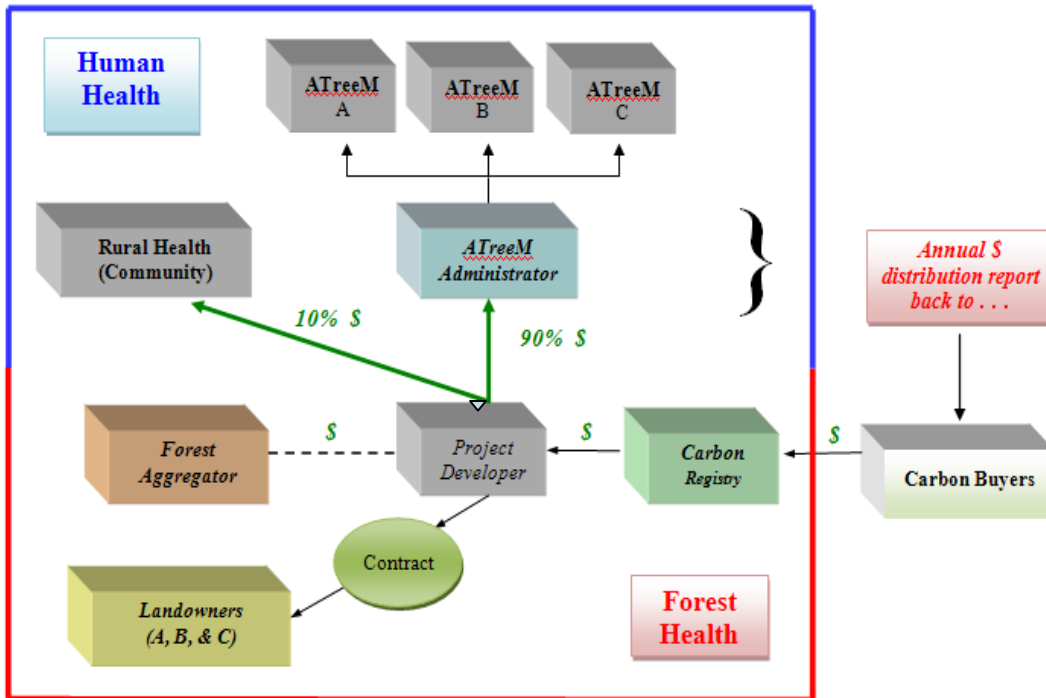 Human
Health
ATreeM
A
ATreeM
B
ATreeM
C
Rural Health
(Community)
ATreeM
Administrator
}
Annual $
distribution report
back to . . .
10% $
90% $
Forest
Aggregator
$
Project
Developer
$
Carbon
Registry
$
Carbon Buyers
Contract
Landowners
(A, B, & C)
Forest
Health